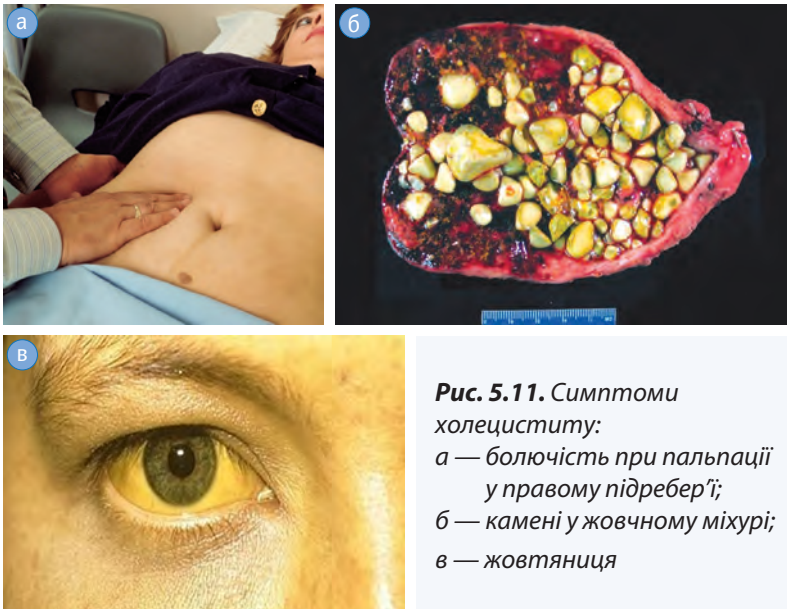 а
б
в
Рис. 5.11. Симптоми
холециститу:
а — болючість при пальпації
у правому підребер’ї;
б — камені у жовчному міхурі;
в — жовтяниця